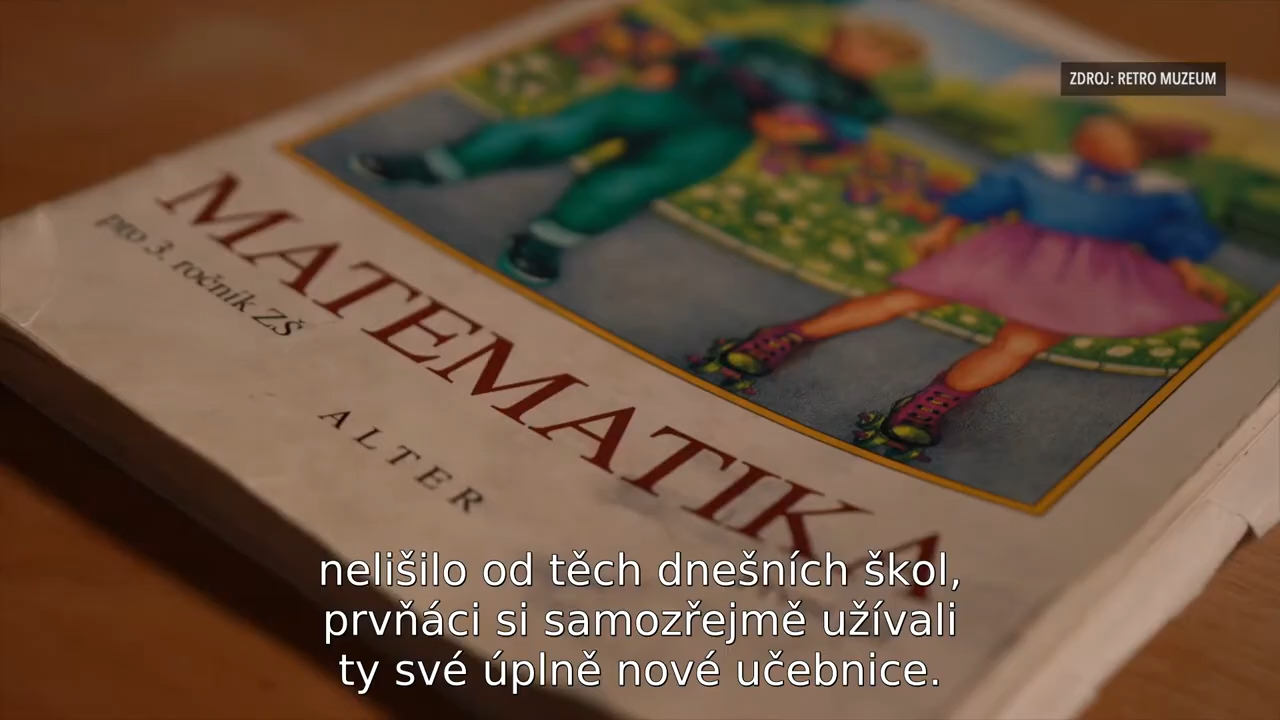 ZDROJ: RETRO MUZEUM
MATEMATIKA
pro 3. ročník ZŠ
ALTER
nelišilo od těch dnešních škol,
prvňáci si samozřejmě užívali
ty své úplně nové učebnice.